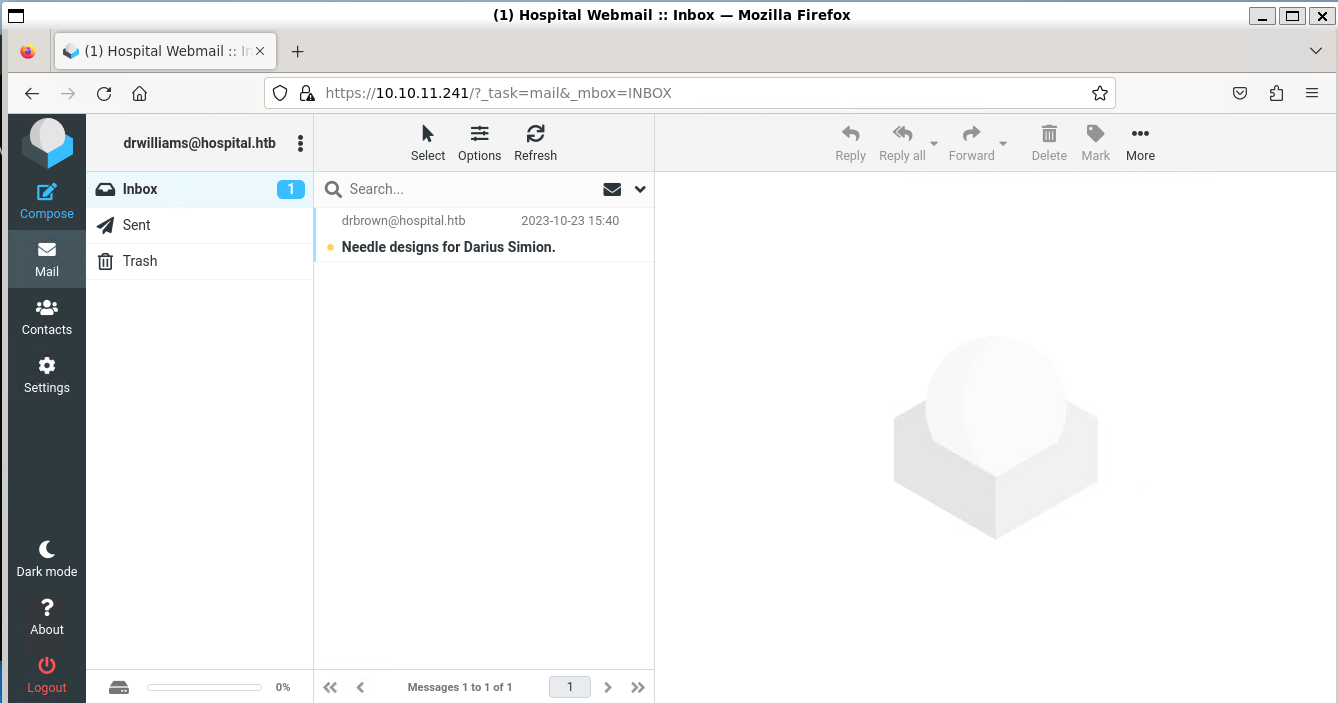 (1) Hospital Webmail :: Inbox — Mozilla Firefox
(1) Hospital Webmail :: In
https://10.10.11.241/?_task=mail&_mbox=INBOX
drwilliams@hospital.htb
Select Options Refresh
Reply Reply all Forward Delete Mark More
Compose
Mail
Contacts
Settings
Dark mode
About
Logout
Inbox 1
Sent
Trash
Search...
drbrown@hospital.htb 2023-10-23 15:40
Needle designs for Darius Simion.
0%
Messages 1 to 1 of 1
1